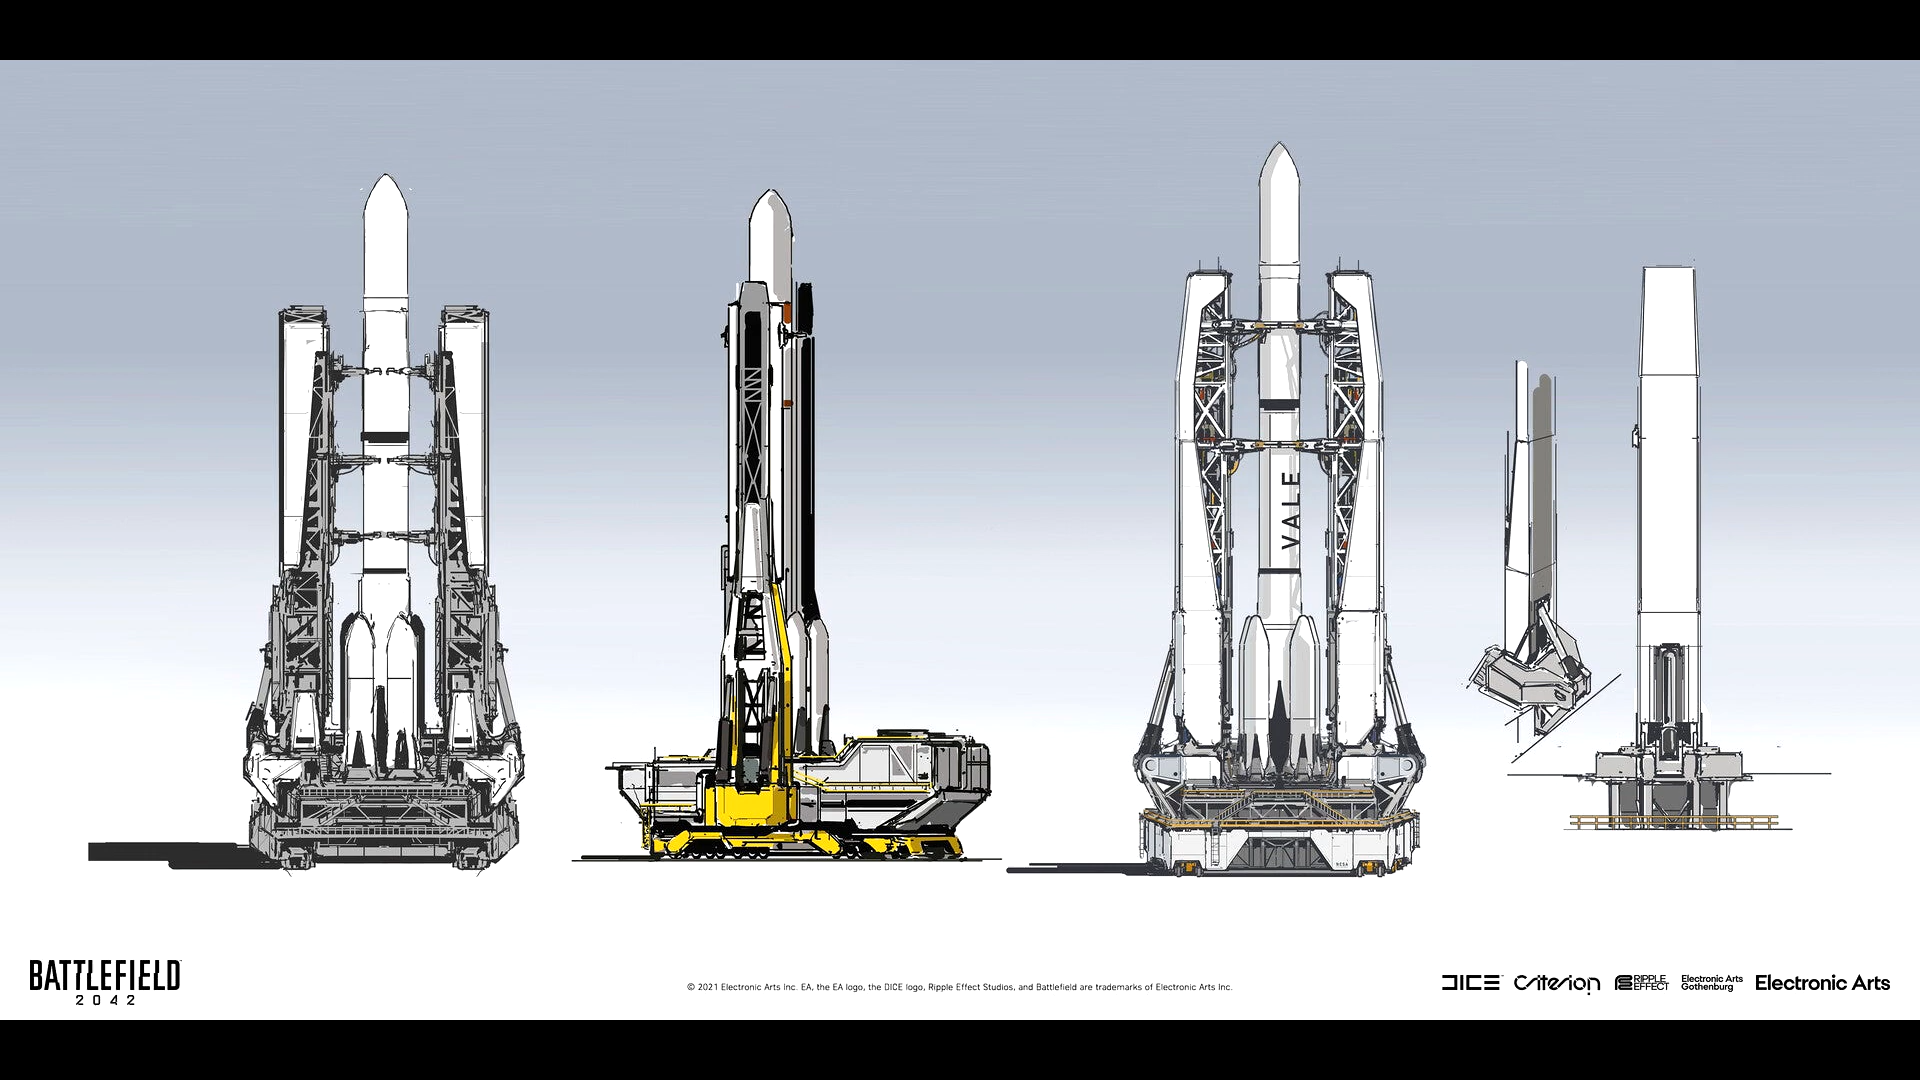 VALE
NESA
BATTLEFIELD
2042
© 2021 Electronic Arts Inc. EA, the EA logo, the DICE logo, Ripple Effect Studios, and Battlefield are trademarks of Electronic Arts Inc.
DICE
Criterion
RIPPLE
EFFECT
Electronic Arts
Gothenburg
Electronic Arts